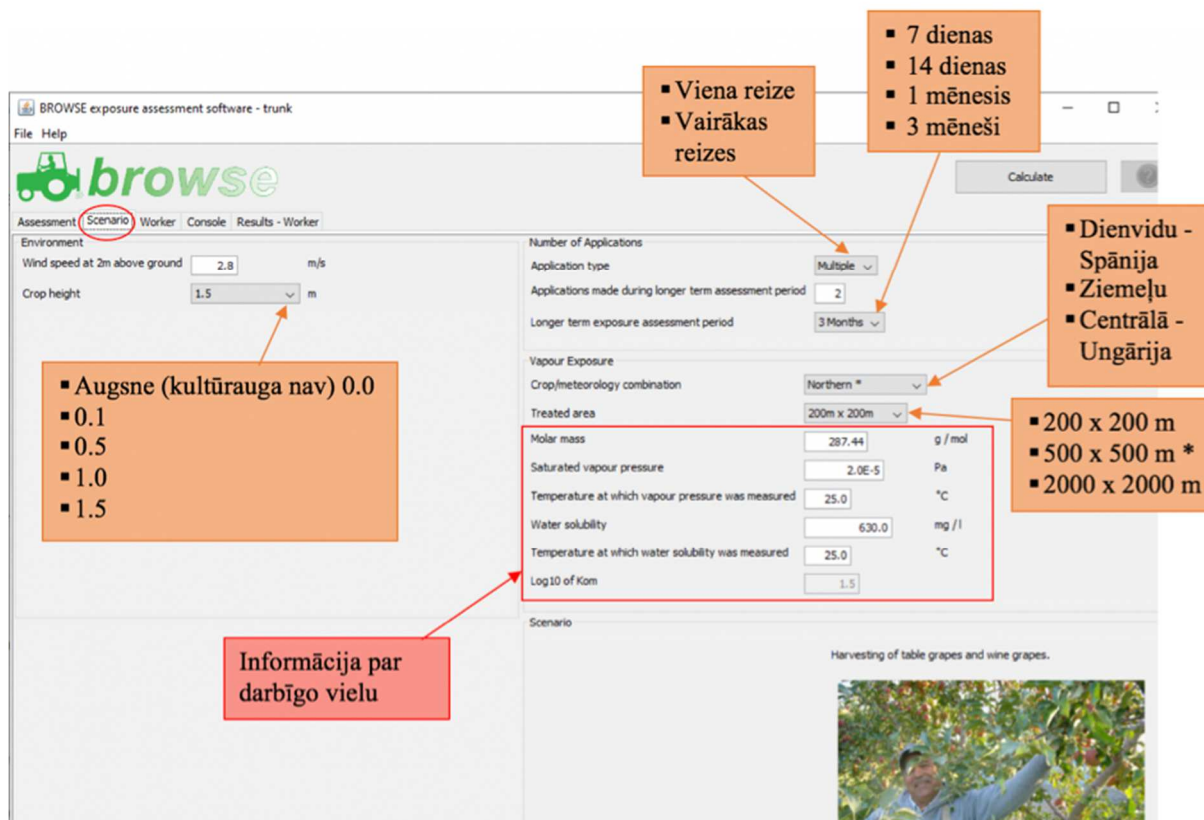 ▪ 7 dienas
▪ 14 dienas
▪ 1 mēnesis
▪ 3 mēneši
▪ Viena reize
▪ Vairākas
reizes
BROWSE exposure assessment software - trunk
File Help
browse
Calculate
?
Assessment Scenario Worker Console Results - Worker
Environment
Wind speed at 2m above ground 2.8 m/s
Crop height 1.5 m
▪ Augsne (kultūrauga nav) 0.0
▪ 0.1
▪ 0.5
▪ 1.0
▪ 1.5
Number of Applications
Application type Multiple
Applications made during longer term assessment period 2
Longer term exposure assessment period 3 Months
Vapour Exposure
Crop/meteorology combination Northern *
Treated area 200m x 200m
Molar mass 287.44 g / mol
Saturated vapour pressure 2.0E-5 Pa
Temperature at which vapour pressure was measured 25.0 °C
Water solubility 630.0 mg / l
Temperature at which water solubility was measured 25.0 °C
Log10 of Kom 1.5
▪ Dienvidu -
Spānija
▪ Ziemeļu
▪ Centrālā -
Ungārija
▪ 200 x 200 m
▪ 500 x 500 m *
▪ 2000 x 2000 m
Informācija par
darbīgo vielu
Scenario
Harvesting of table grapes and wine grapes.